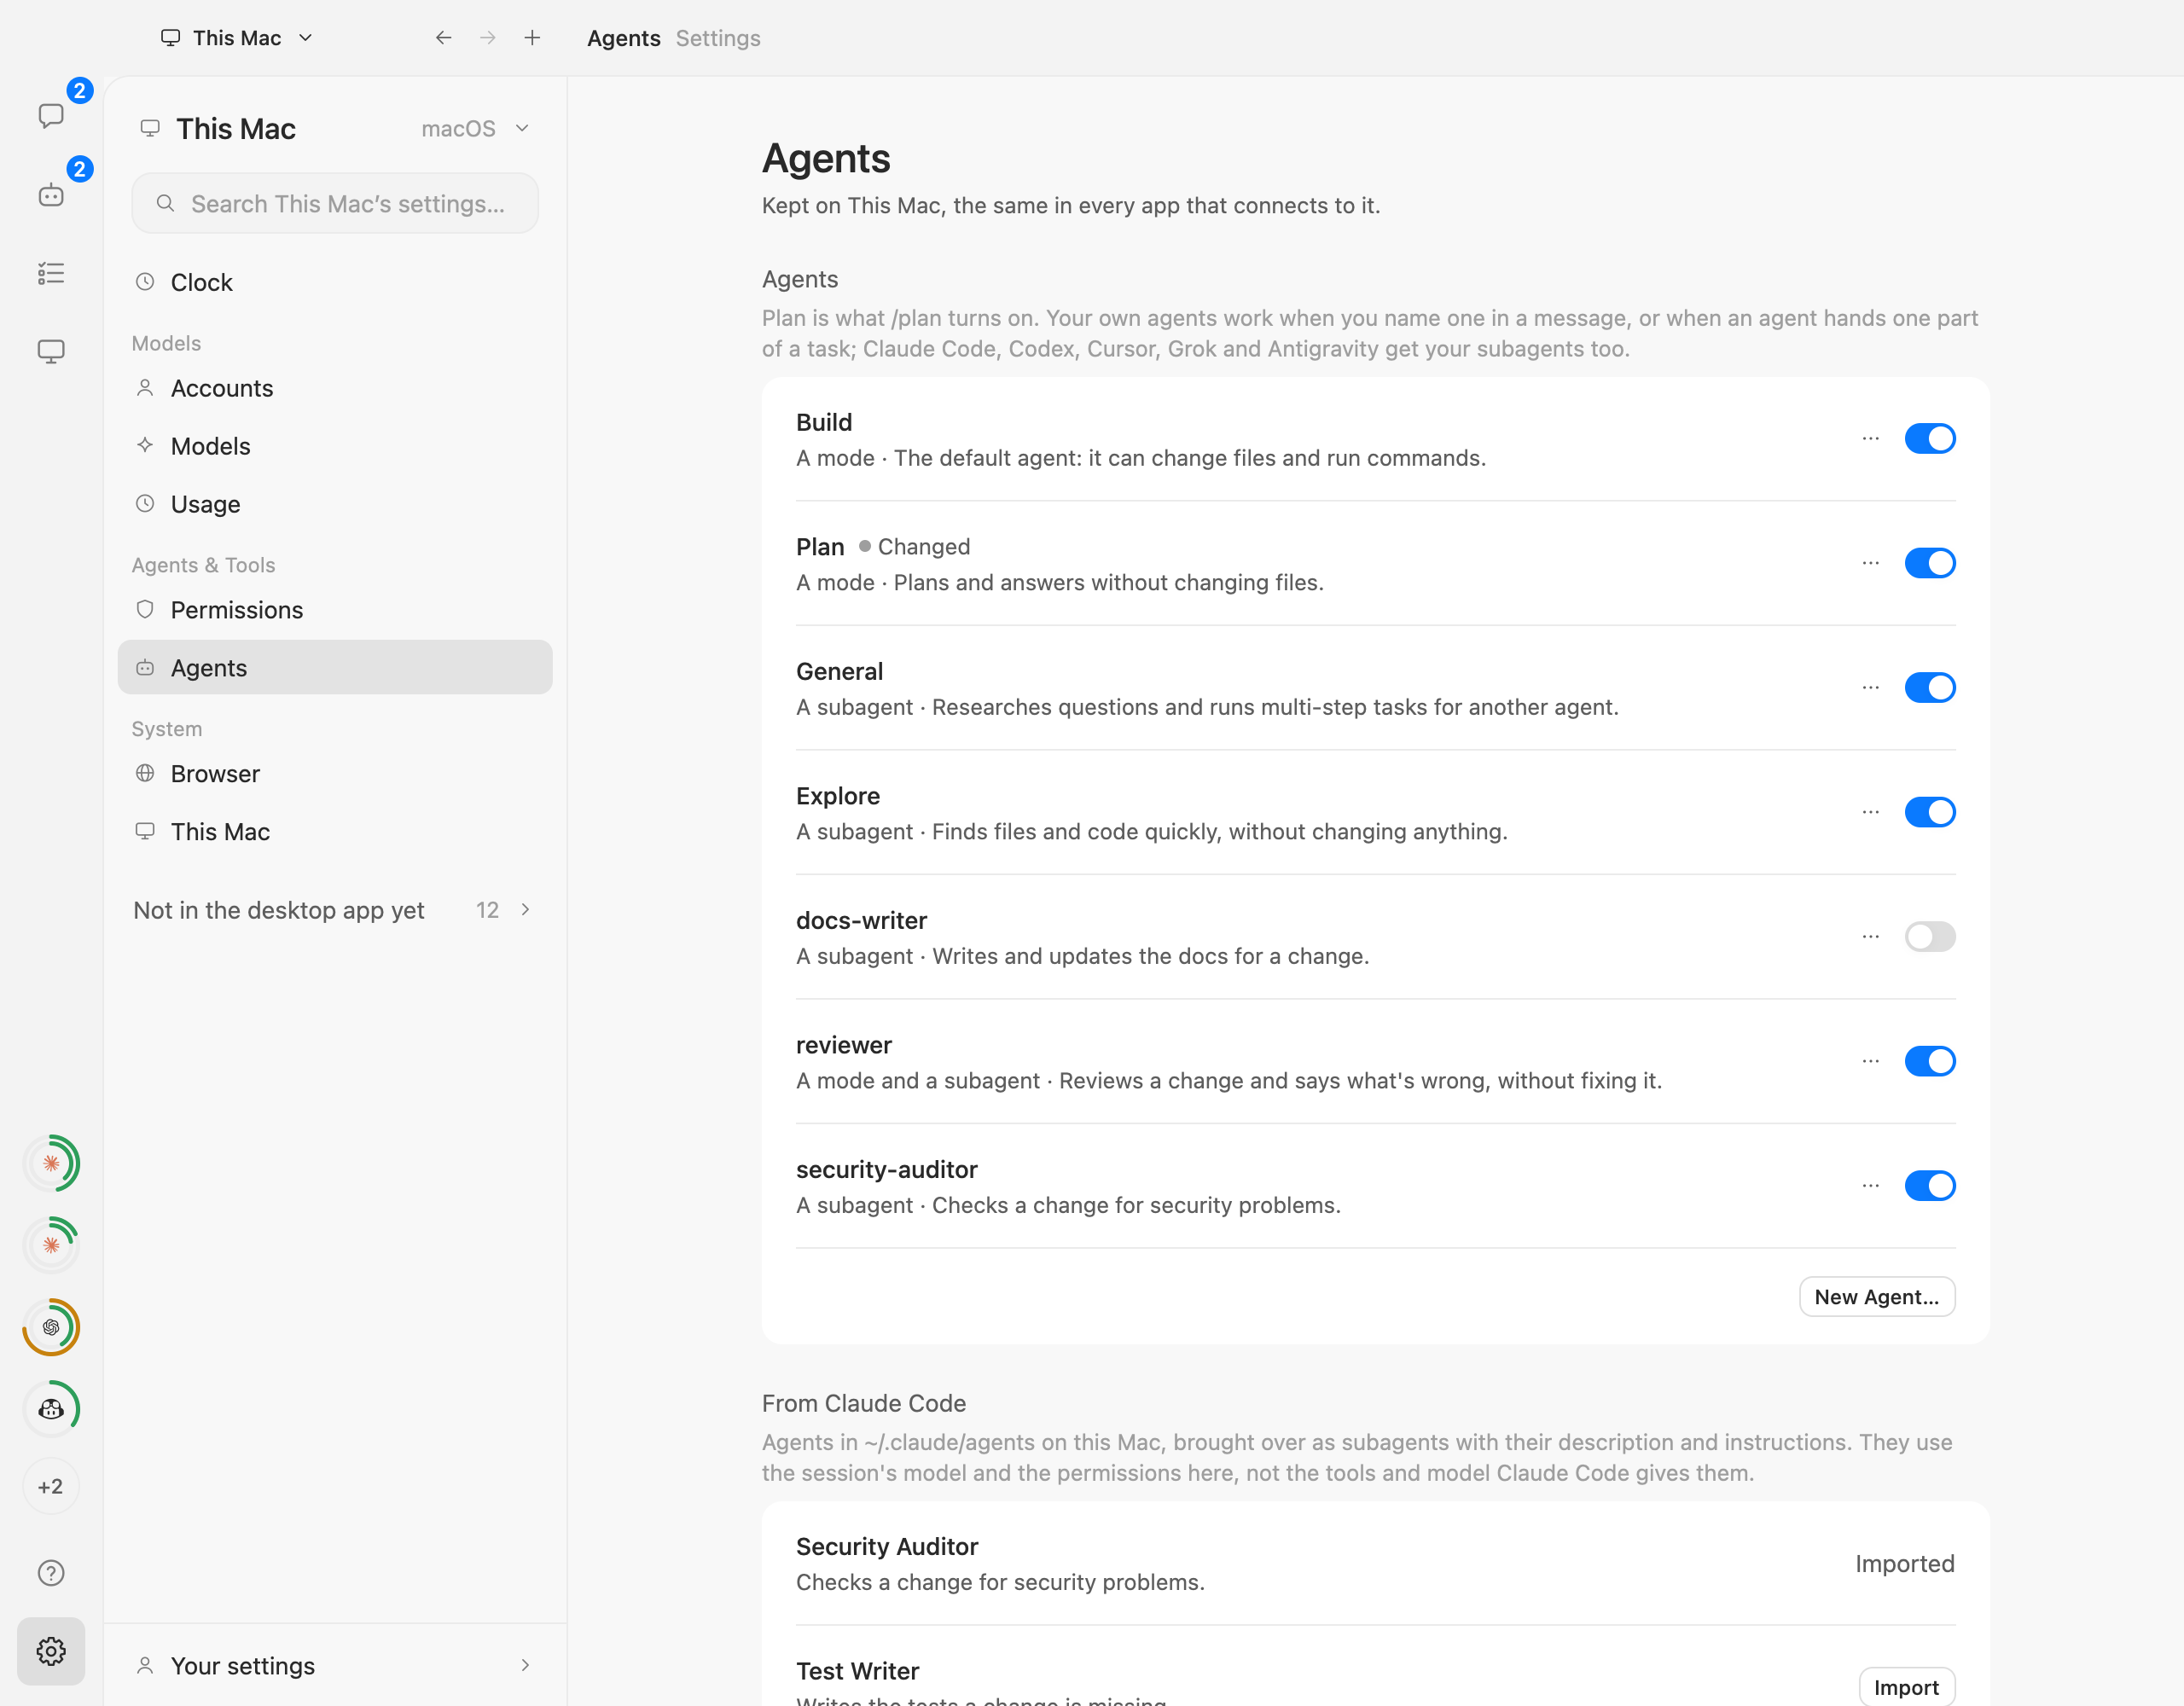 This Mac
Agents Settings
2
2
This Mac macOS
Search This Mac’s settings...
Clock
Models
Accounts
Models
Usage
Agents & Tools
Permissions
Agents
System
Browser
This Mac
Not in the desktop app yet 12
+2
Your settings
Agents
Kept on This Mac, the same in every app that connects to it.
Agents
Plan is what /plan turns on. Your own agents work when you name one in a message, or when an agent hands one part
of a task; Claude Code, Codex, Cursor, Grok and Antigravity get your subagents too.
Build
A mode · The default agent: it can change files and run commands.
Plan Changed
A mode · Plans and answers without changing files.
General
A subagent · Researches questions and runs multi-step tasks for another agent.
Explore
A subagent · Finds files and code quickly, without changing anything.
docs-writer
A subagent · Writes and updates the docs for a change.
reviewer
A mode and a subagent · Reviews a change and says what's wrong, without fixing it.
security-auditor
A subagent · Checks a change for security problems.
New Agent...
From Claude Code
Agents in ~/.claude/agents on this Mac, brought over as subagents with their description and instructions. They use
the session's model and the permissions here, not the tools and model Claude Code gives them.
Security Auditor
Checks a change for security problems.
Imported
Test Writer
Writes the tests a change is missing.
Import